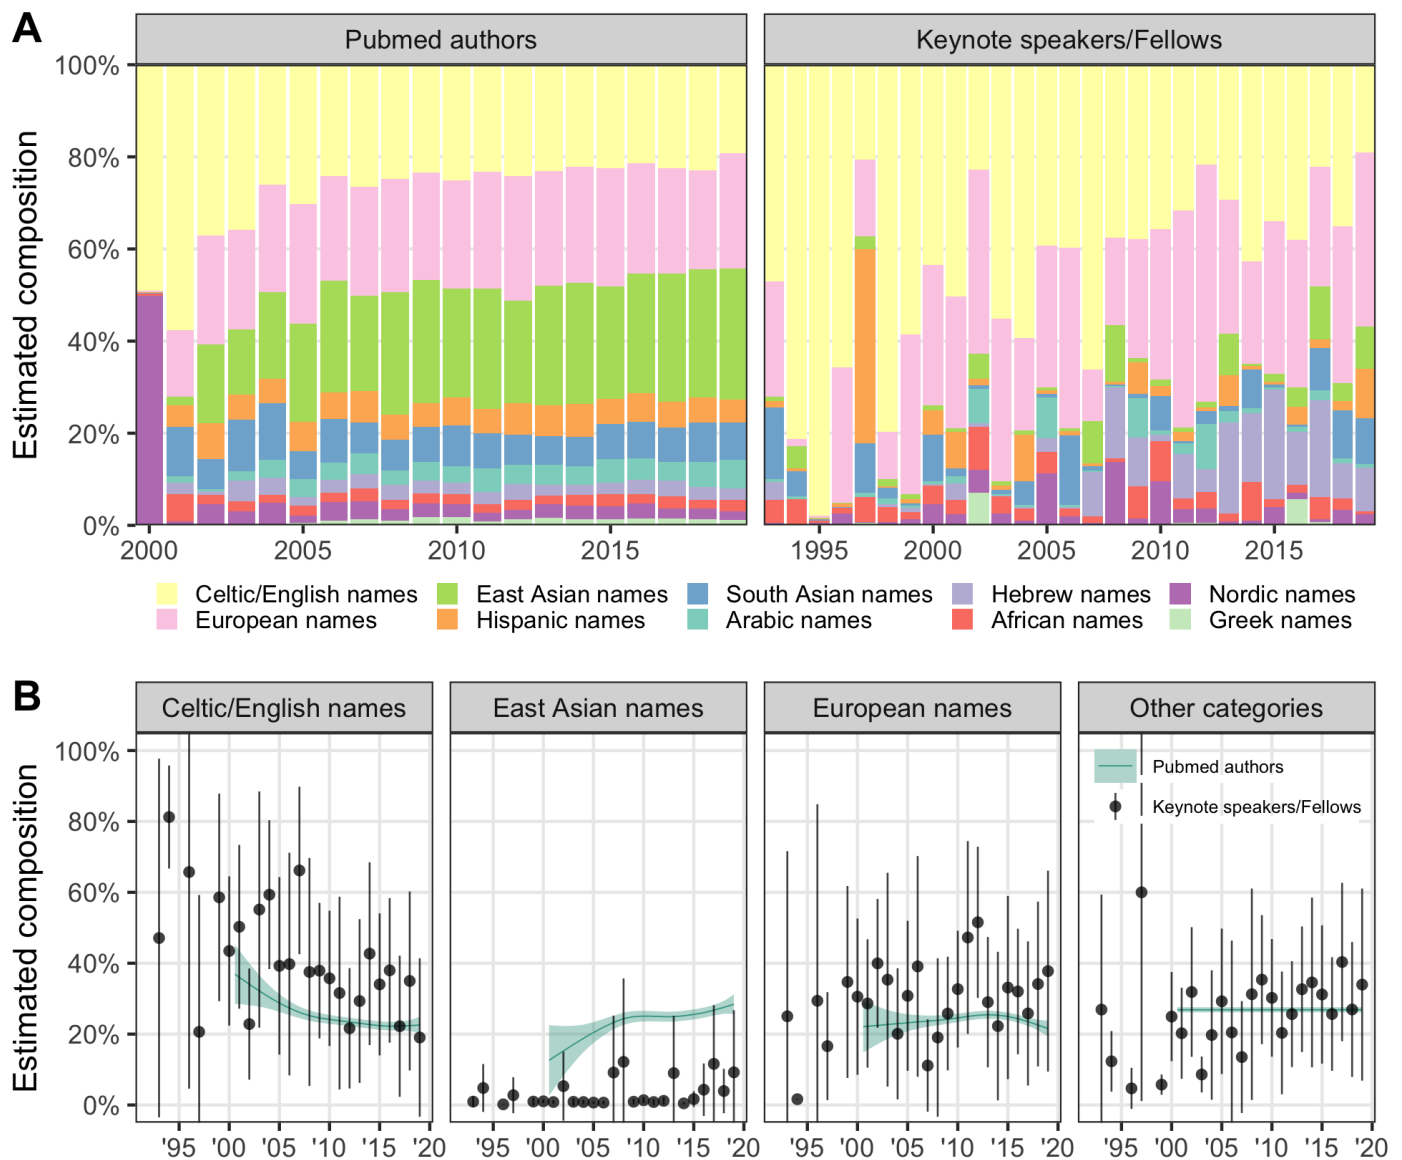 A
Pubmed authors
Keynote speakers/Fellows
Estimated composition
100%
80%
60%
40%
20%
0%
2000 2005 2010 2015
1995 2000 2005 2010 2015
Celtic/English names East Asian names South Asian names Hebrew names Nordic names
European names Hispanic names Arabic names African names Greek names
B
Celtic/English names
East Asian names
European names
Other categories
Estimated composition
100%
80%
60%
40%
20%
0%
Pubmed authors
Keynote speakers/Fellows
'95 '00 '05 '10 '15 '20
'95 '00 '05 '10 '15 '20
'95 '00 '05 '10 '15 '20
'95 '00 '05 '10 '15 '20